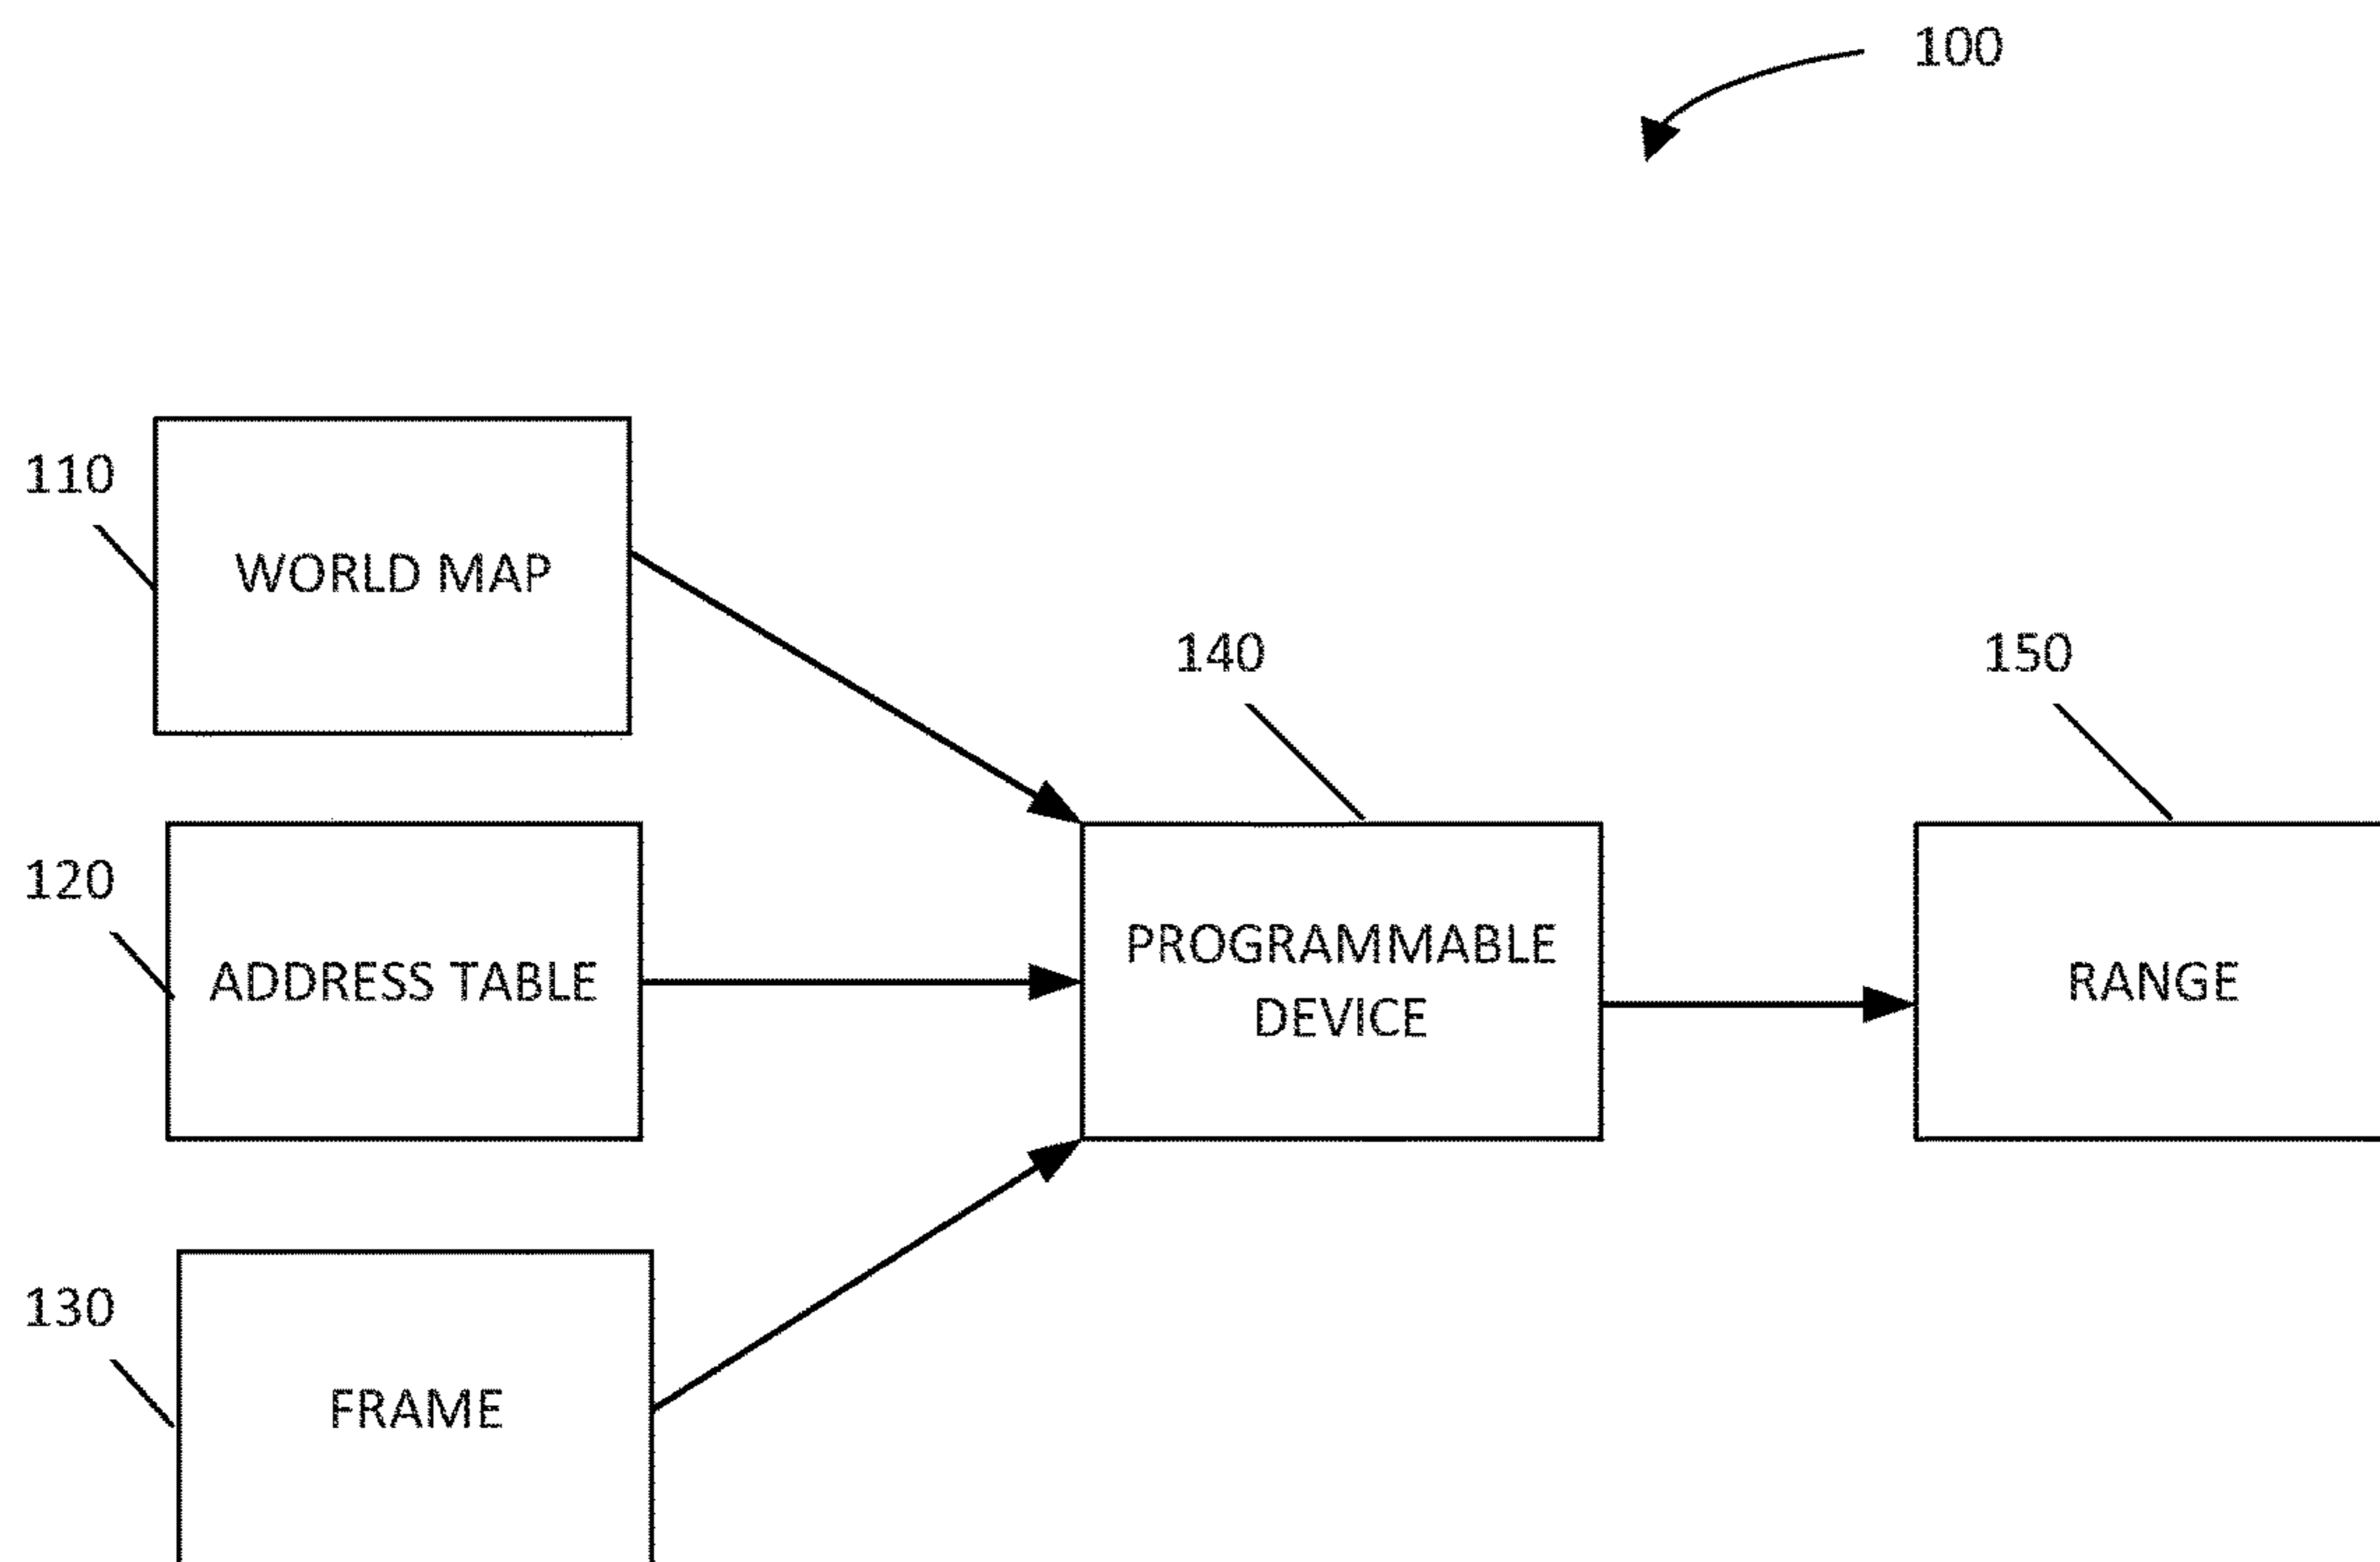 100
110
WORLD MAP
140
150
120
ADDRESS TABLE
PROGRAMMABLE
DEVICE
RANGE
130
FRAME